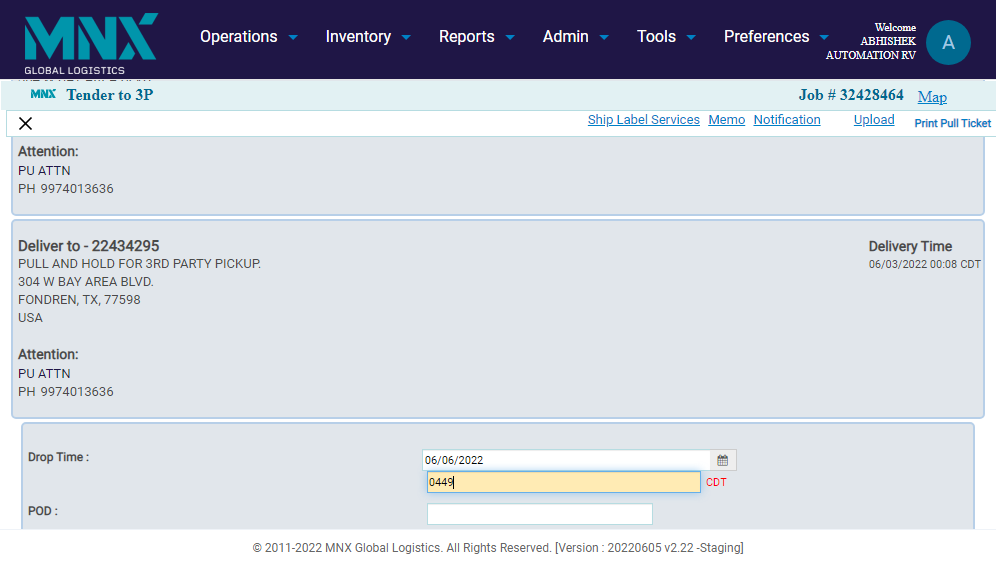 MNX
GLOBAL LOGISTICS
Operations
Inventory
Reports
Admin
Tools
Preferences
Welcome
ABHISHEK
AUTOMATION RV
A
MNX Tender to 3P
Job # 32428464 Map
Ship Label Services Memo Notification Upload Print Pull Ticket
Attention:
PU ATTN
PH 9974013636
Deliver to - 22434295
PULL AND HOLD FOR 3RD PARTY PICKUP.
304 W BAY AREA BLVD.
FONDREN, TX, 77598
USA
Delivery Time
06/03/2022 00:08 CDT
Attention:
PU ATTN
PH 9974013636
Drop Time :
06/06/2022
0449
CDT
POD :
© 2011-2022 MNX Global Logistics. All Rights Reserved. [Version : 20220605 v2.22 -Staging]